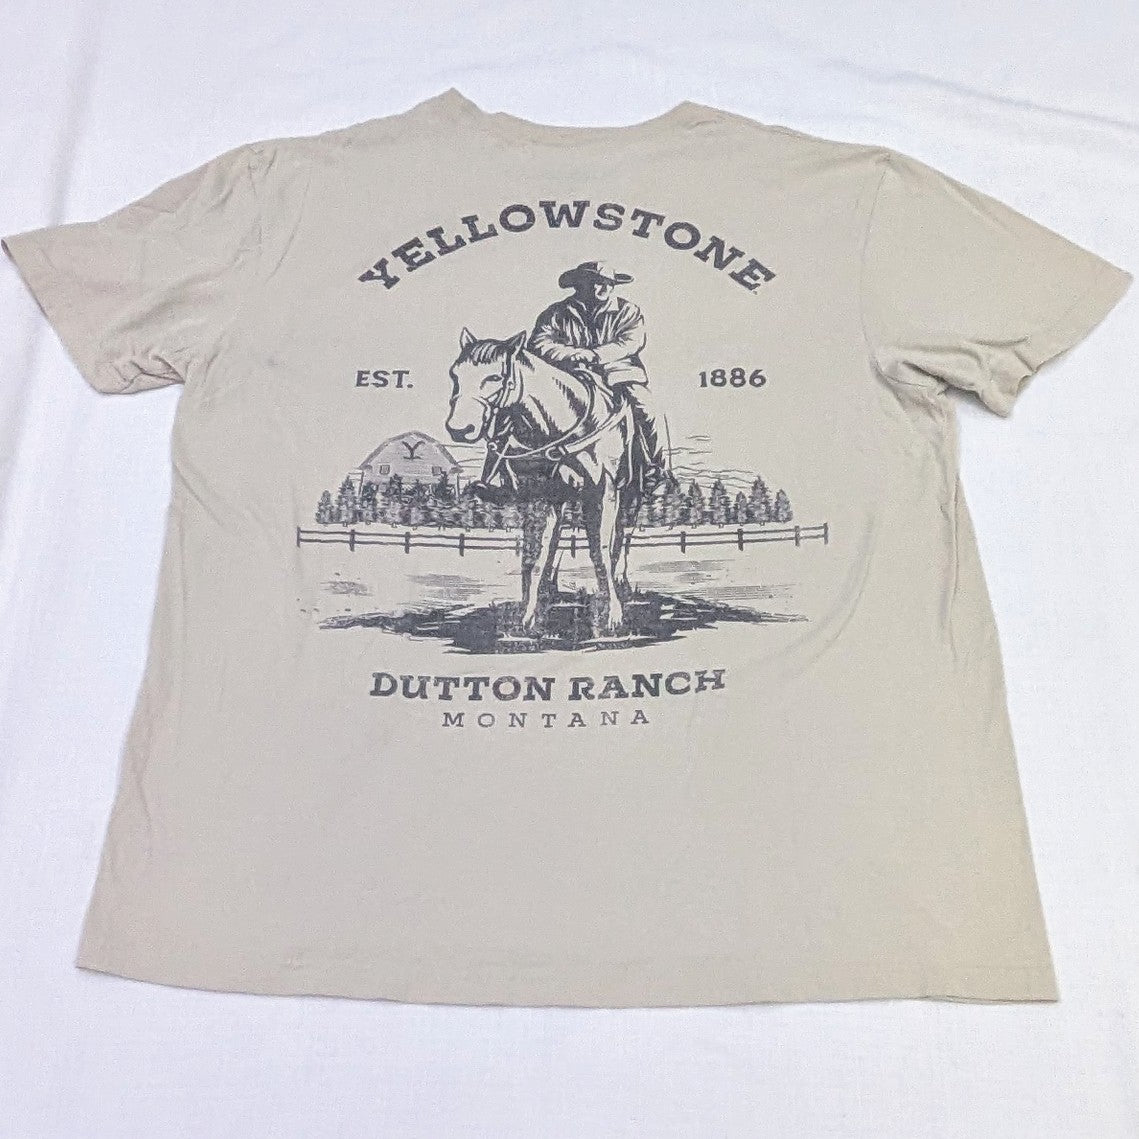 YELLOWSTONE
EST. 1886
Y
DUTTON RANCH
MONTANA